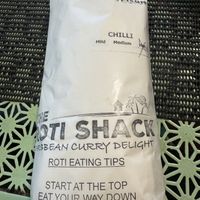 CHILLI
Mild Medium
THE
ROTI SHACK
CARIBBEAN CURRY DELIGHT
ROTI EATING TIPS
START AT THE TOP
EAT YOUR WAY DOWN